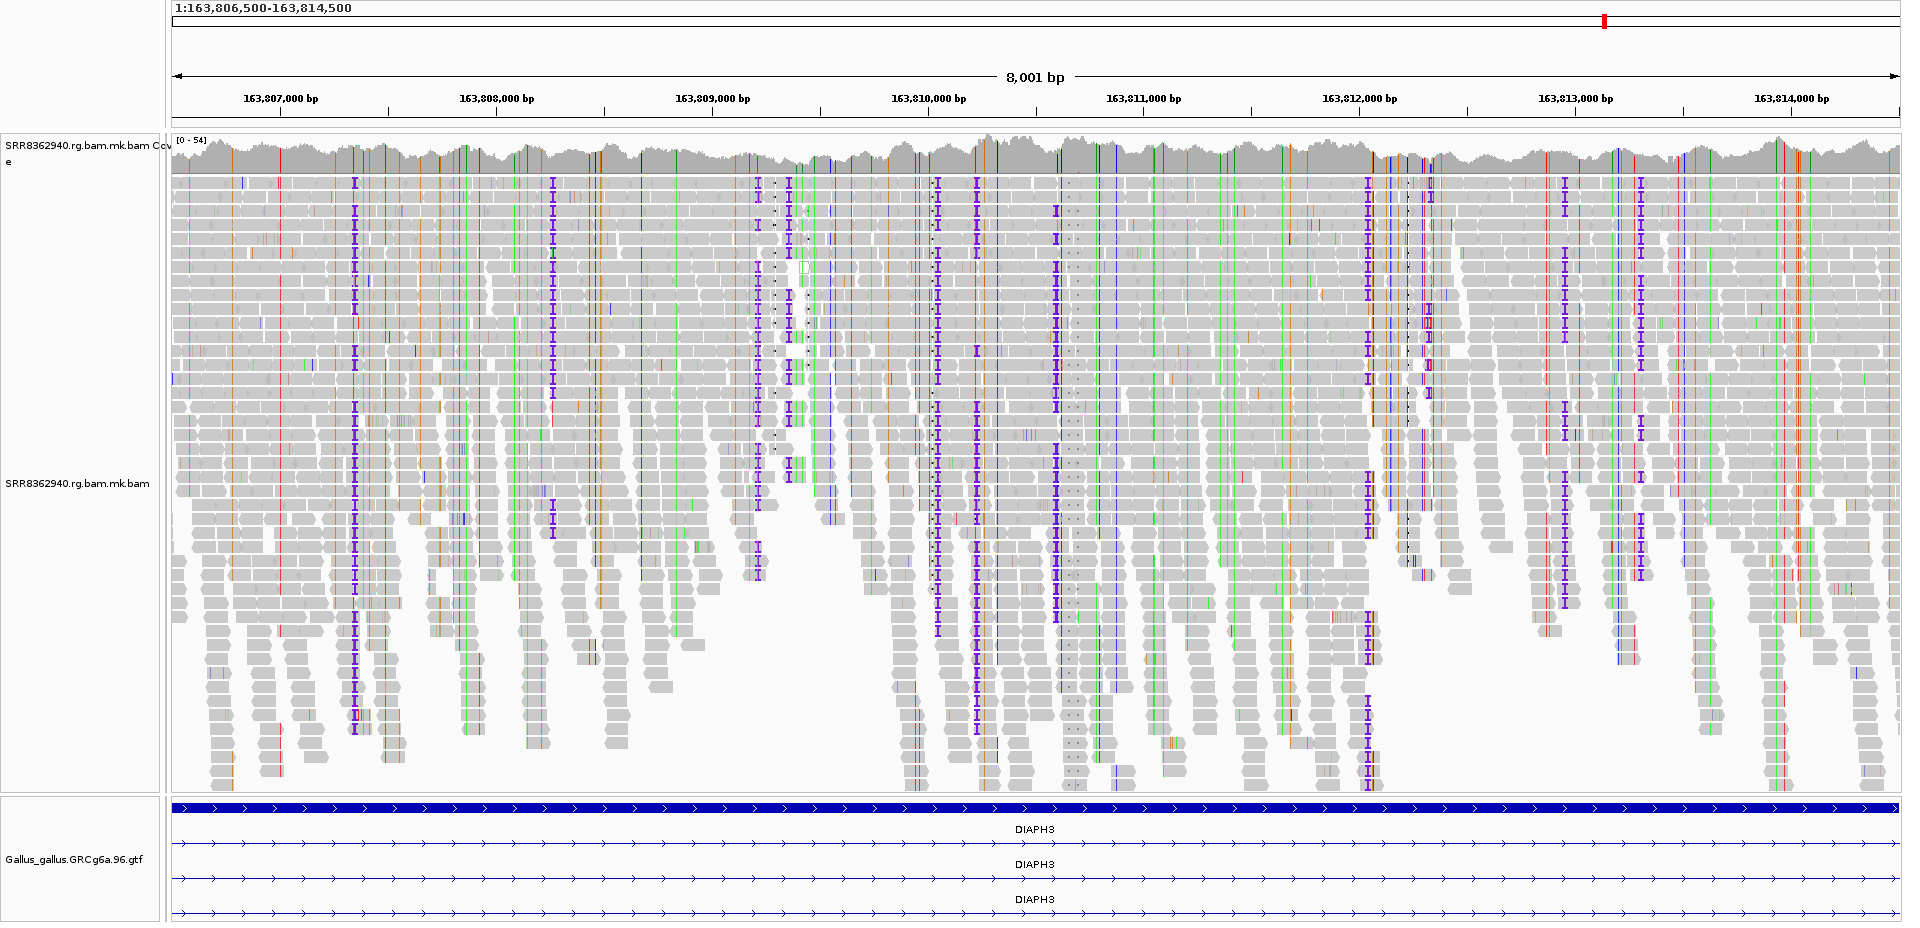 1:163,806,500-163,814,500
8,001 bp
163,807,000 bp 163,808,000 bp 163,809,000 bp 163,810,000 bp 163,811,000 bp 163,812,000 bp 163,813,000 bp 163,814,000 bp
SRR8362940.rg.bam.mk.bam Cov
e
[0 - 54]
SRR8362940.rg.bam.mk.bam
DIAPH3
Gallus_gallus.GRCg6a.96.gtf
DIAPH3
DIAPH3